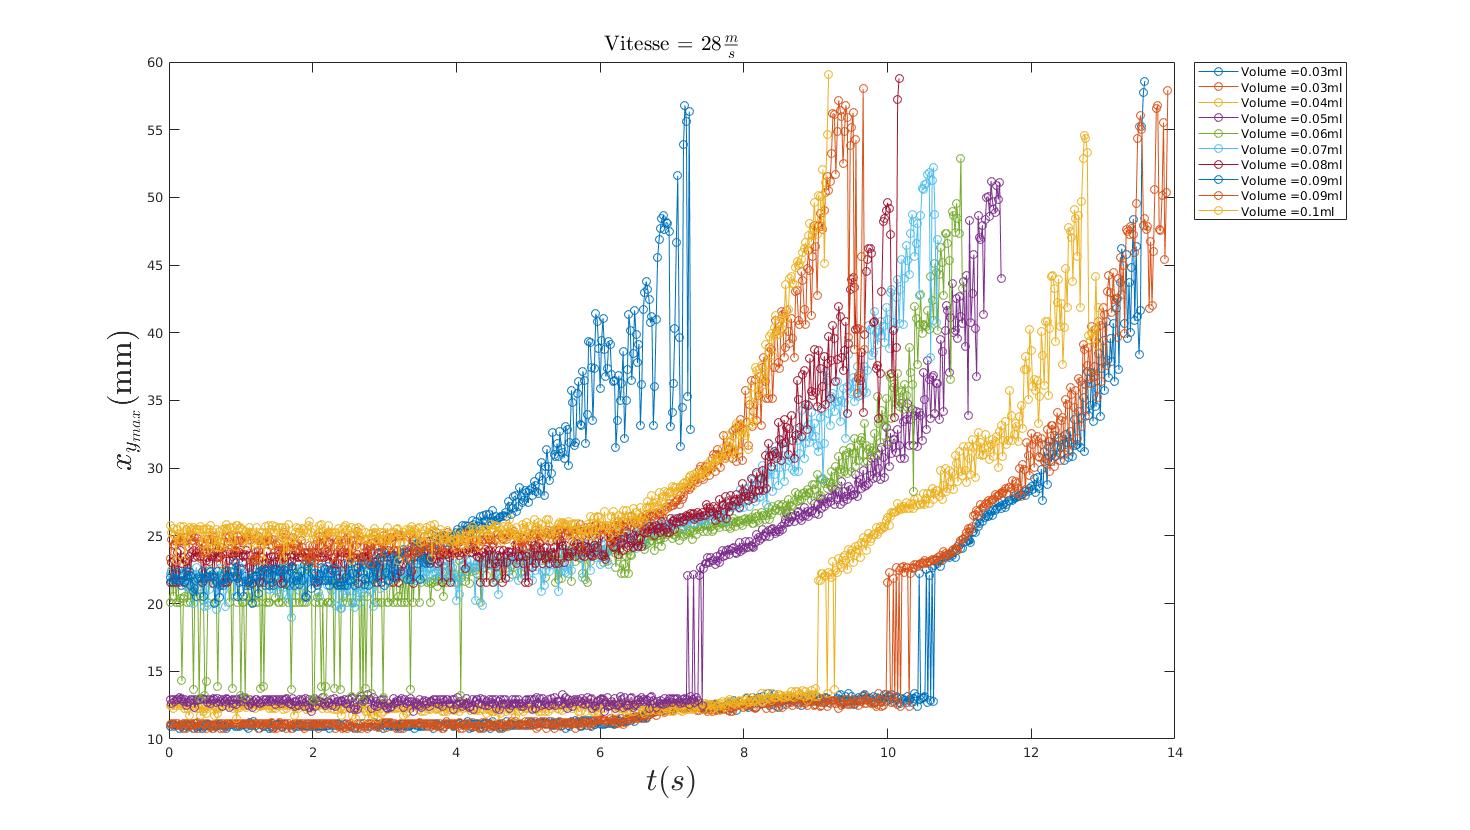 Vitesse = 28 m/s
60
55
50
45
40
35
30
25
20
15
10
x_{y_{max}}(mm)
0 2 4 6 8 10 12 14
t(s)
Volume =0.03ml
Volume =0.03ml
Volume =0.04ml
Volume =0.05ml
Volume =0.06ml
Volume =0.07ml
Volume =0.08ml
Volume =0.09ml
Volume =0.09ml
Volume =0.1ml